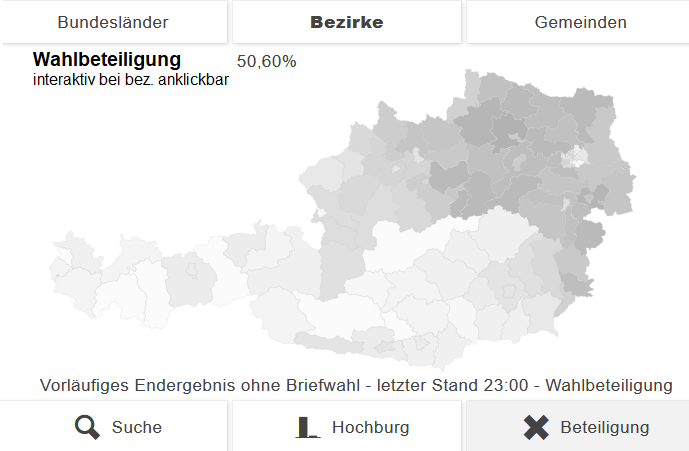 Bundesländer
Bezirke
Gemeinden
Wahlbeteiligung
50,60%
interaktiv bei bez. anklickbar
Vorläufiges Endergebnis ohne Briefwahl - letzter Stand 23:00 - Wahlbeteiligung
Suche
Hochburg
Beteiligung